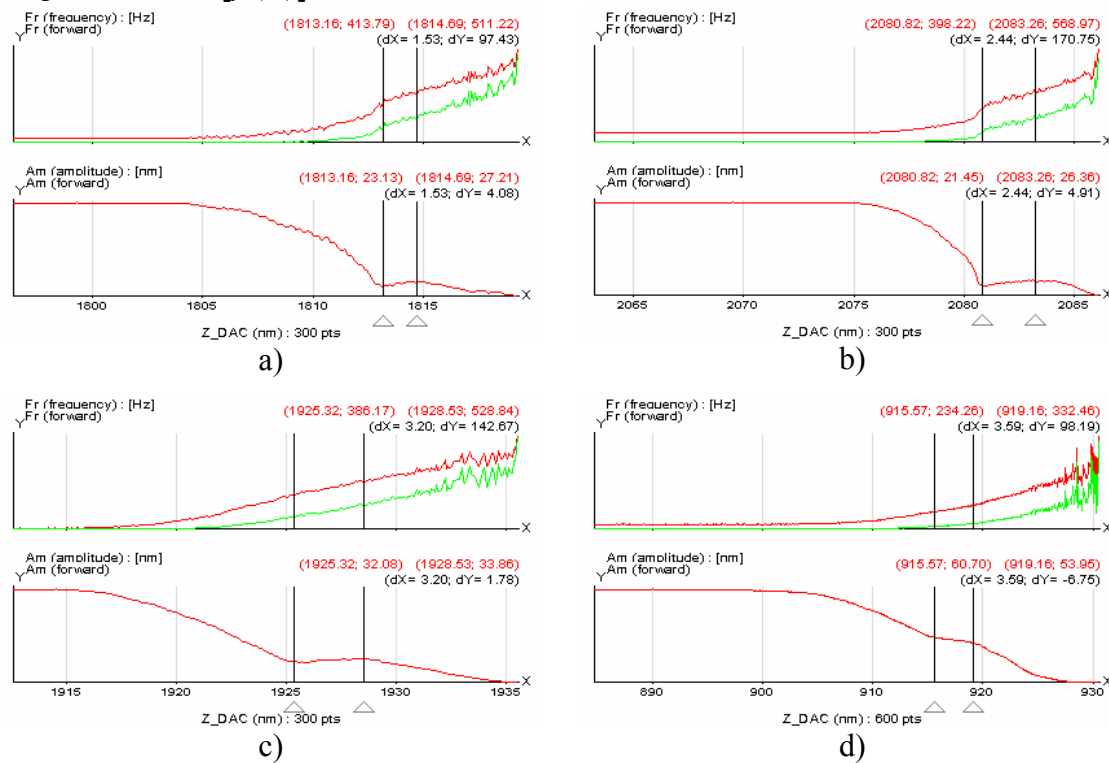 Fr (frequency) : [Hz]
Fr (forward)
Y
(1813.16; 413.79) (1814.69; 511.22)
(dX= 1.53; dY= 97.43)
X
Am (amplitude) : [nm]
Am (forward)
Y
(1813.16; 23.13) (1814.69; 27.21)
(dX= 1.53; dY= 4.08)
X
1800 1805 1810 1815
Z_DAC (nm) : 300 pts
a)
Fr (frequency) : [Hz]
Fr (forward)
Y
(2080.82; 398.22) (2083.26; 568.97)
(dX= 2.44; dY= 170.75)
X
Am (amplitude) : [nm]
Am (forward)
Y
(2080.82; 21.45) (2083.26; 26.36)
(dX= 2.44; dY= 4.91)
X
2065 2070 2075 2080 2085
Z_DAC (nm) : 300 pts
b)
Fr (frequency) : [Hz]
Fr (forward)
Y
(1925.32; 386.17) (1928.53; 528.84)
(dX= 3.20; dY= 142.67)
X
Am (amplitude) : [nm]
Am (forward)
Y
(1925.32; 32.08) (1928.53; 33.86)
(dX= 3.20; dY= 1.78)
X
1915 1920 1925 1930 1935
Z_DAC (nm) : 300 pts
c)
Fr (frequency) : [Hz]
Fr (forward)
Y
(915.57; 234.26) (919.16; 332.46)
(dX= 3.59; dY= 98.19)
X
Am (amplitude) : [nm]
Am (forward)
Y
(915.57; 60.70) (919.16; 53.95)
(dX= 3.59; dY= -6.75)
X
890 900 910 920 930
Z_DAC (nm) : 600 pts
d)